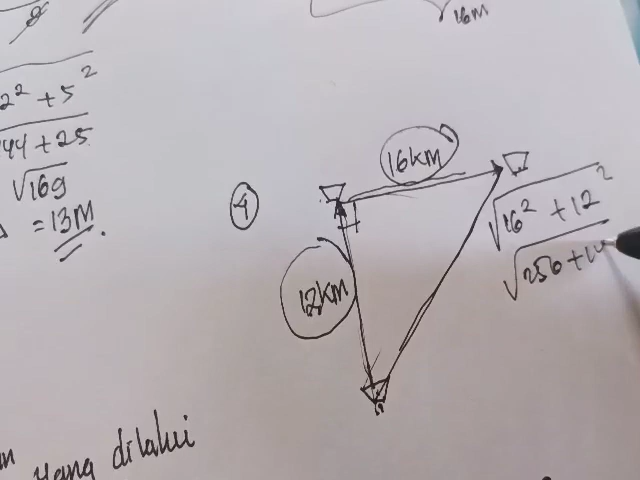 16M
2² + 5²
44 + 25
√169
= 13M.
4
16KM
12KM
√16² + 12²
√256 + 14
yang dilalui